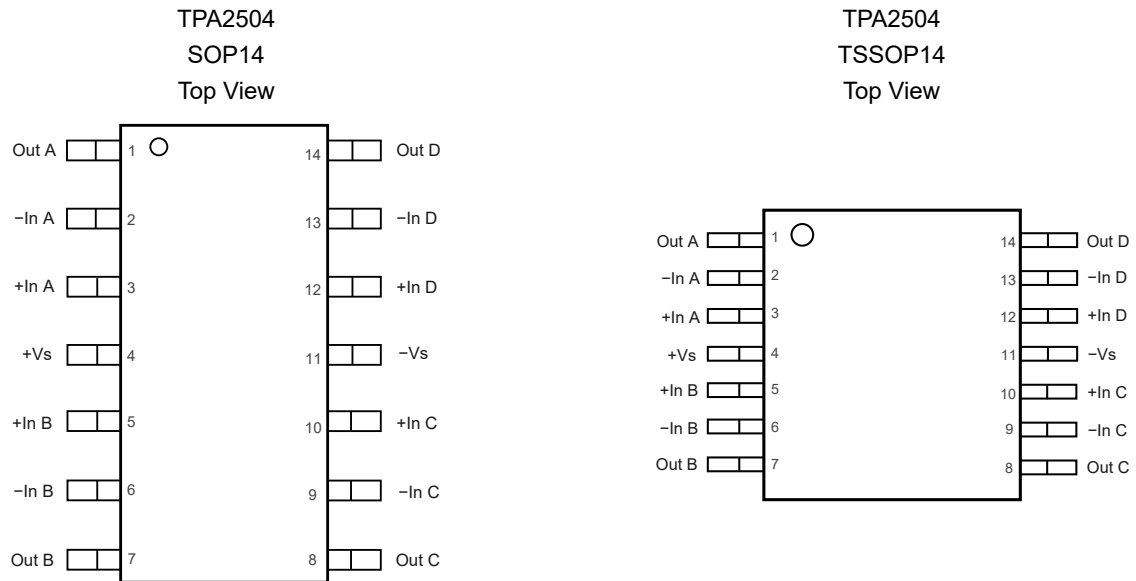 TPA2504
SOP14
Top View
Out A 1 14 Out D
−In A 2 13 −In D
+In A 3 12 +In D
+Vs 4 11 −Vs
+In B 5 10 +In C
−In B 6 9 −In C
Out B 7 8 Out C
TPA2504
TSSOP14
Top View
Out A 1 14 Out D
−In A 2 13 −In D
+In A 3 12 +In D
+Vs 4 11 −Vs
+In B 5 10 +In C
−In B 6 9 −In C
Out B 7 8 Out C